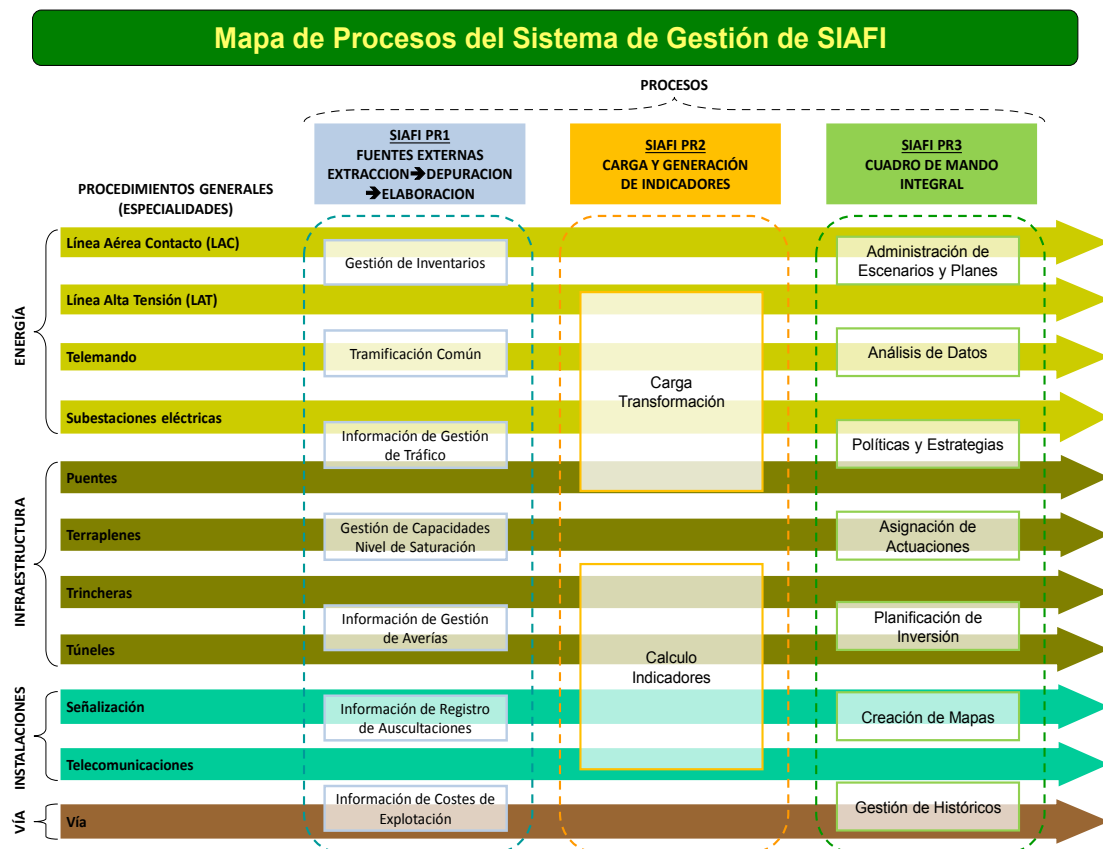 Mapa de Procesos del Sistema de Gestión de SIAFI
PROCESOS
SIAFI PR1
FUENTES EXTERNAS
EXTRACCION➔DEPURACION
➔ELABORACION
SIAFI PR2
CARGA Y GENERACIÓN
DE INDICADORES
SIAFI PR3
CUADRO DE MANDO
INTEGRAL
PROCEDIMIENTOS GENERALES
(ESPECIALIDADES)
ENERGÍA
Línea Aérea Contacto (LAC)
Línea Alta Tensión (LAT)
Telemando
Subestaciones eléctricas
INFRAESTRUCTURA
Puentes
Terraplenes
Trincheras
Túneles
INSTALACIONES
Señalización
Telecomunicaciones
VÍA
Vía
Gestión de Inventarios
Tramificación Común
Información de Gestión
de Tráfico
Gestión de Capacidades
Nivel de Saturación
Información de Gestión
de Averías
Información de Registro
de Auscultaciones
Información de Costes de
Explotación
Carga
Transformación
Calculo
Indicadores
Administración de
Escenarios y Planes
Análisis de Datos
Políticas y Estrategias
Asignación de
Actuaciones
Planificación de
Inversión
Creación de Mapas
Gestión de Históricos